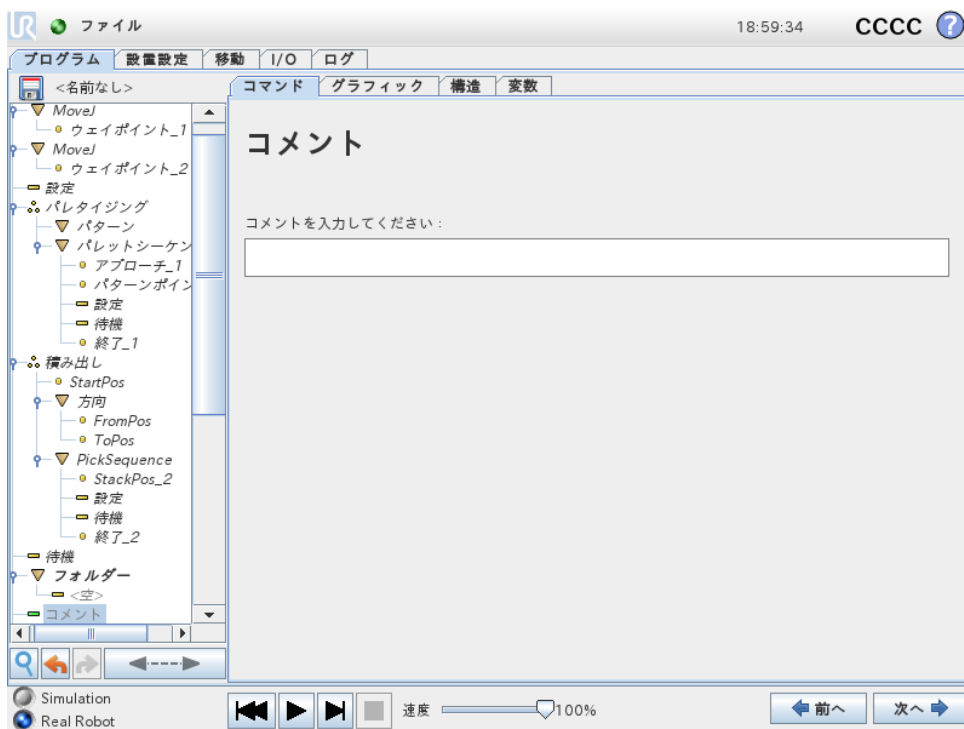 UR ファイル 18:59:34 CCCC ?
プログラム 設置設定 移動 I/O ログ
<名前なし>
コマンド グラフィック 構造 変数
MoveJ
ウェイポイント_1
MoveJ
ウェイポイント_2
設定
パレタイジング
パターン
パレットシーケン
アプローチ_1
パターンポイン
設定
待機
終了_1
積み出し
StartPos
方向
FromPos
ToPos
PickSequence
StackPos_2
設定
待機
終了_2
待機
フォルダー
<空>
コメント
コメント
コメントを入力してください：
Simulation
Real Robot
速度 100%
前へ 次へ